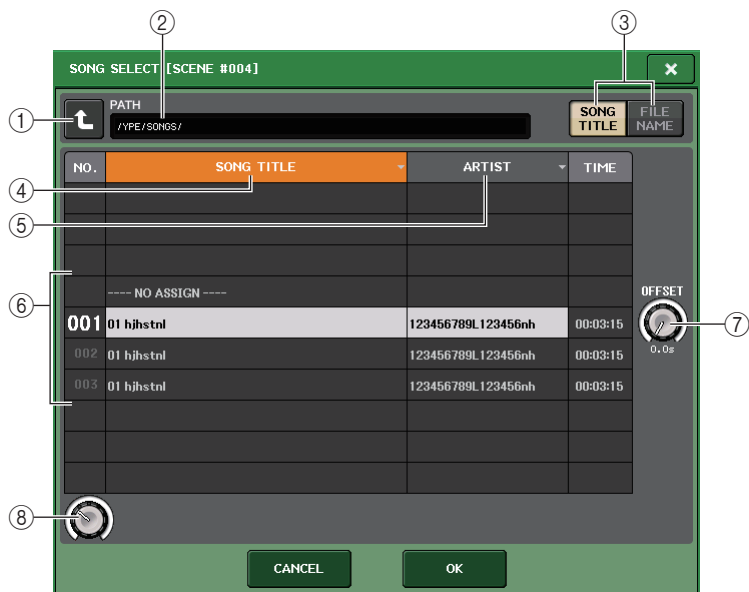 ② ③
SONG SELECT [SCENE #004] ×
① PATH
/YPE/SONGS/
SONG TITLE
FILE NAME
NO. SONG TITLE ARTIST TIME
④
⑤
⑥
---- NO ASSIGN ----
001 01 hjhstnl 123456789L123456nh 00:03:15
002 01 hjhstnl 123456789L123456nh 00:03:15
003 01 hjhstnl 123456789L123456nh 00:03:15
OFFSET
⑦
0.0s
⑧
CANCEL OK